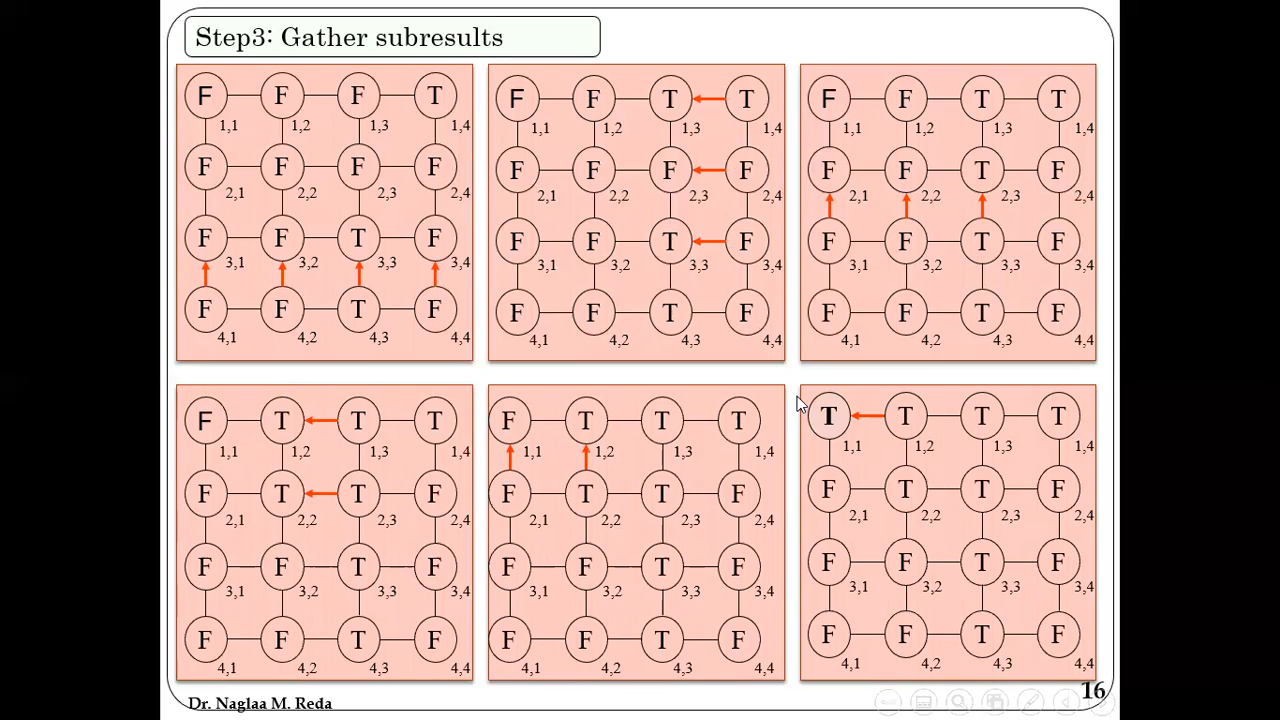 Step3: Gather subresults
F F F T
1,1 1,2 1,3 1,4
F F F F
2,1 2,2 2,3 2,4
F F T F
3,1 3,2 3,3 3,4
F F T F
4,1 4,2 4,3 4,4
F F T T
1,1 1,2 1,3 1,4
F F F F
2,1 2,2 2,3 2,4
F F T F
3,1 3,2 3,3 3,4
F F T F
4,1 4,2 4,3 4,4
F F T T
1,1 1,2 1,3 1,4
F F T F
2,1 2,2 2,3 2,4
F F T F
3,1 3,2 3,3 3,4
F F T F
4,1 4,2 4,3 4,4
F T T T
1,1 1,2 1,3 1,4
F T T F
2,1 2,2 2,3 2,4
F F T F
3,1 3,2 3,3 3,4
F F T F
4,1 4,2 4,3 4,4
F T T T
1,1 1,2 1,3 1,4
F T T F
2,1 2,2 2,3 2,4
F F T F
3,1 3,2 3,3 3,4
F F T F
4,1 4,2 4,3 4,4
T T T T
1,1 1,2 1,3 1,4
F T T F
2,1 2,2 2,3 2,4
F F T F
3,1 3,2 3,3 3,4
F F T F
4,1 4,2 4,3 4,4
Dr. Naglaa M. Reda
16